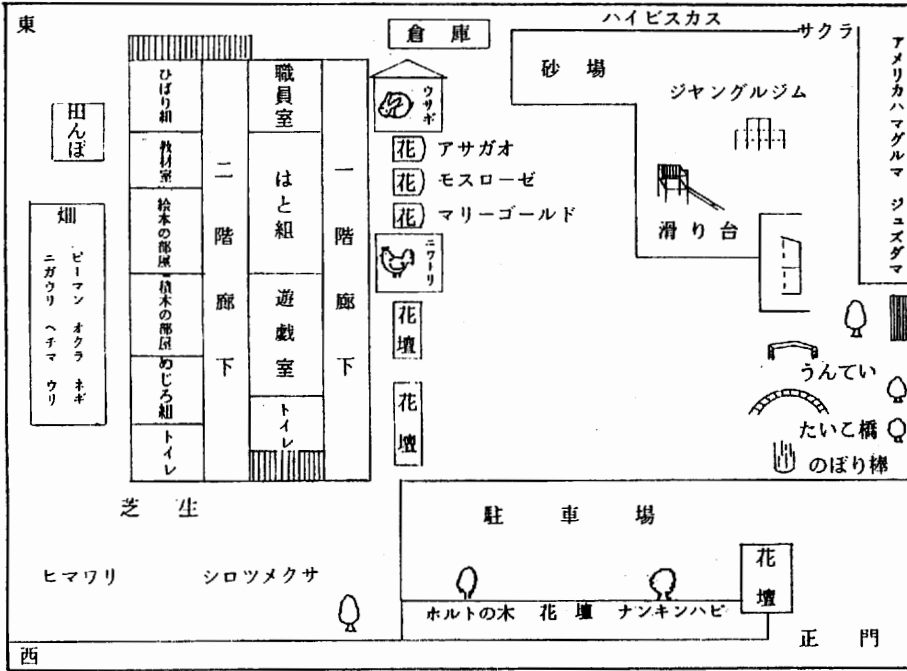 東
倉庫
ハイビスカス
サクラ
アメリカハマグルマ ジュズダマ
砂場
ジャングルジム
滑り台
うんてい
たいこ橋
のぼり棒
ひばり組
教材室
絵本の部屋
積木の部屋
めじろ組
トイレ
二階廊下
職員室
はと組
遊戯室
トイレ
一階廊下
ウサギ
花 アサガオ
花 モスローゼ
花 マリーゴールド
ニワトリ
花壇
花壇
田んぼ
畑
ピーマン オクラ ネギ
ニガウリ ヘチマ ウリ
芝生
ヒマワリ
シロツメクサ
駐車場
花壇
ホルトの木 花壇 ナンキンハゼ
正門
西